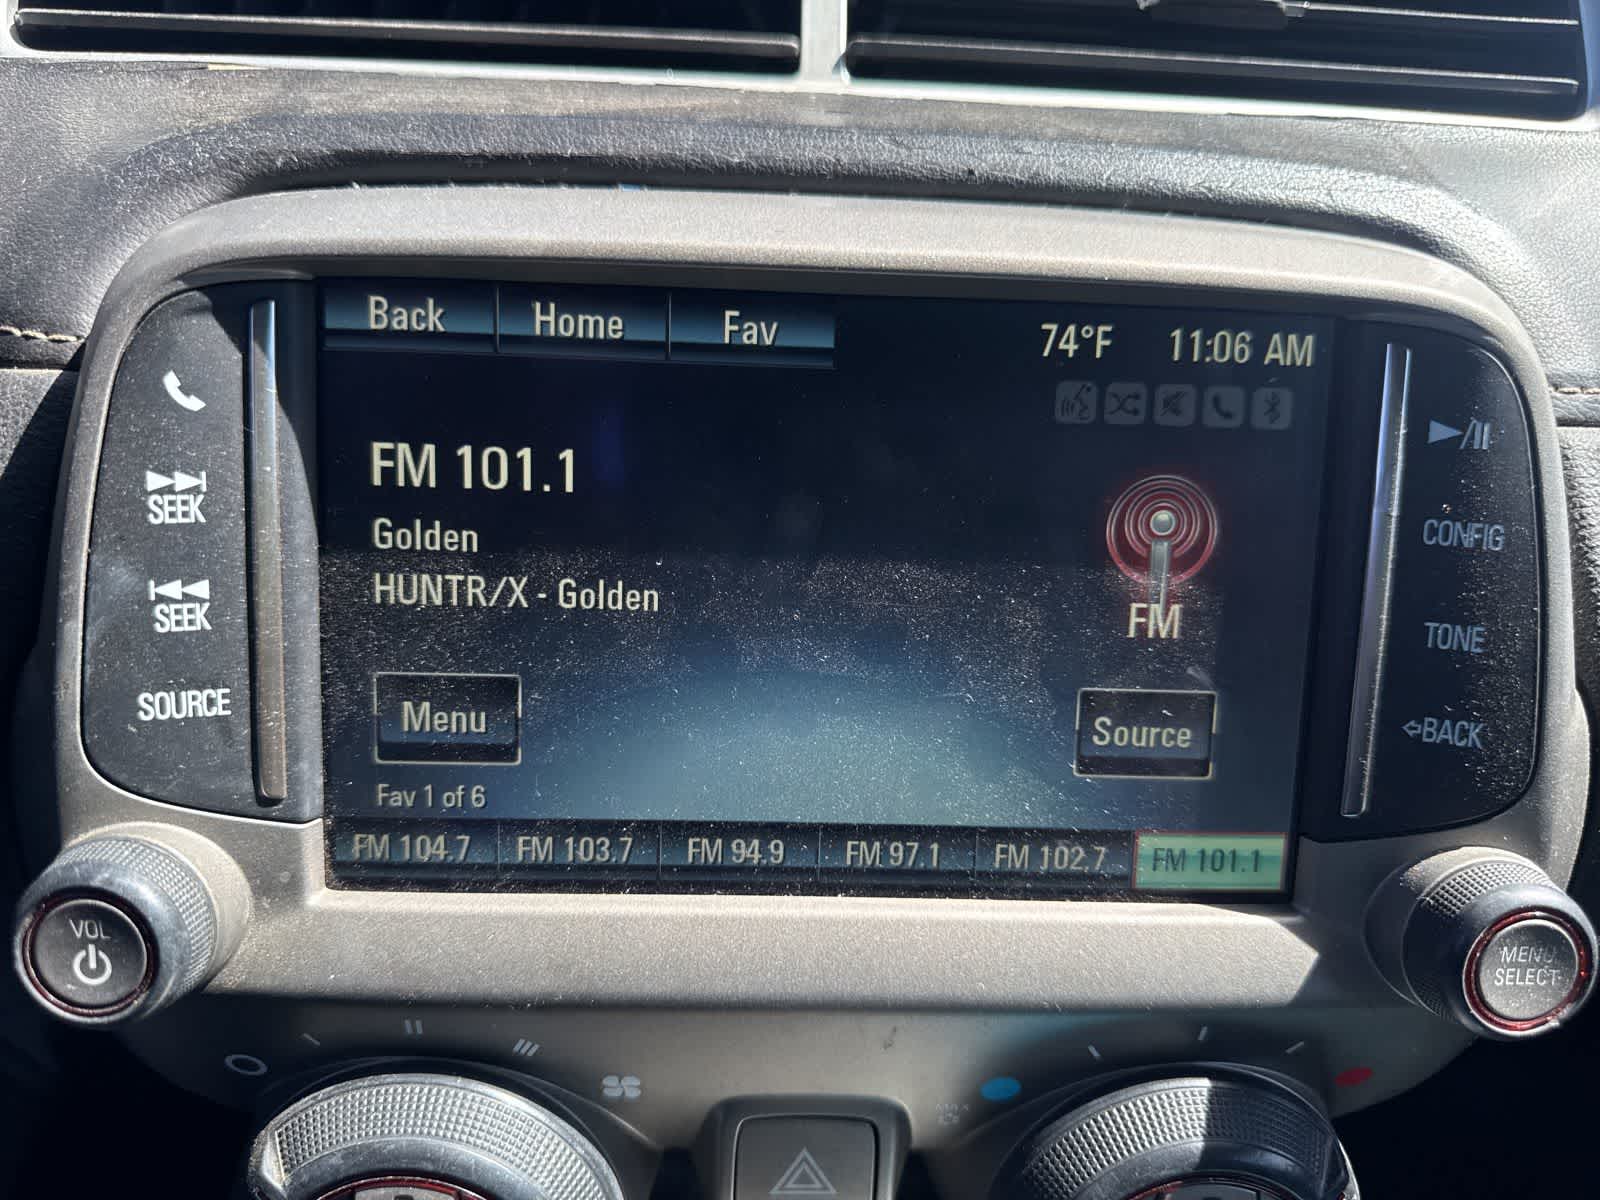 Back Home Fav 74°F 11:06 AM
FM 101.1
Golden
HUNTR/X - Golden
FM
Menu Source
Fav 1 of 6
FM 104.7 FM 103.7 FM 94.9 FM 97.1 FM 102.7 FM 101.1
SEEK
SEEK
SOURCE
CONFIG
TONE
BACK
VOL
MENU
SELECT